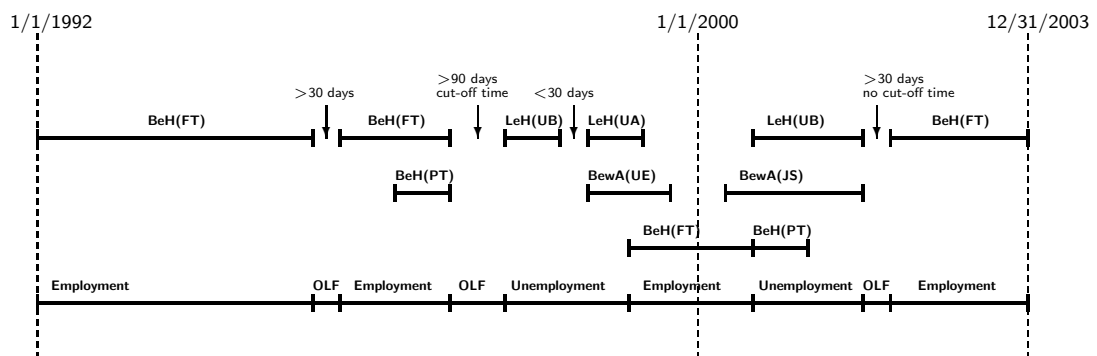 1/1/1992 1/1/2000 12/31/2003
>90 days >30 days
>30 days cut-off time <30 days no cut-off time
BeH(FT) BeH(FT) LeH(UB) LeH(UA) LeH(UB) BeH(FT)
BeH(PT) BewA(UE) BewA(JS)
BeH(FT) BeH(PT)
Employment OLF Employment OLF Unemployment Employment Unemployment OLF Employment